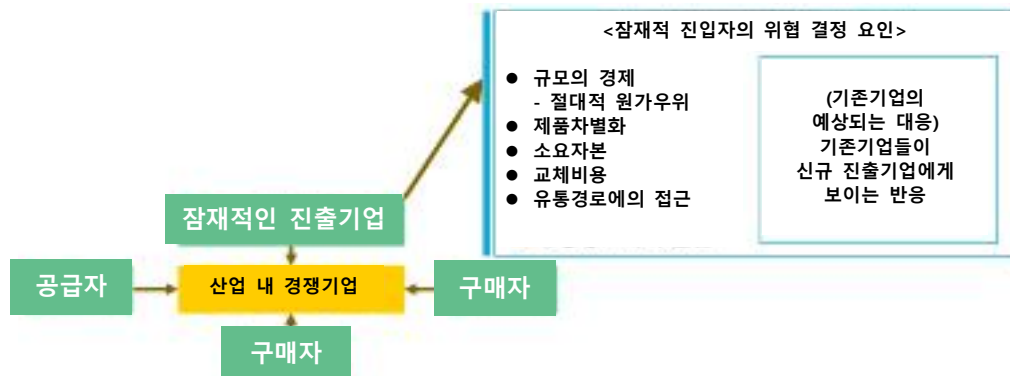 <잠재적 진입자의 위협 결정 요인>
● 규모의 경제
- 절대적 원가우위
● 제품차별화
● 소요자본
● 교체비용
● 유통경로에의 접근
(기존기업의
예상되는 대응)
기존기업들이
신규 진출기업에게
보이는 반응
잠재적인 진출기업
공급자
산업 내 경쟁기업
구매자
구매자